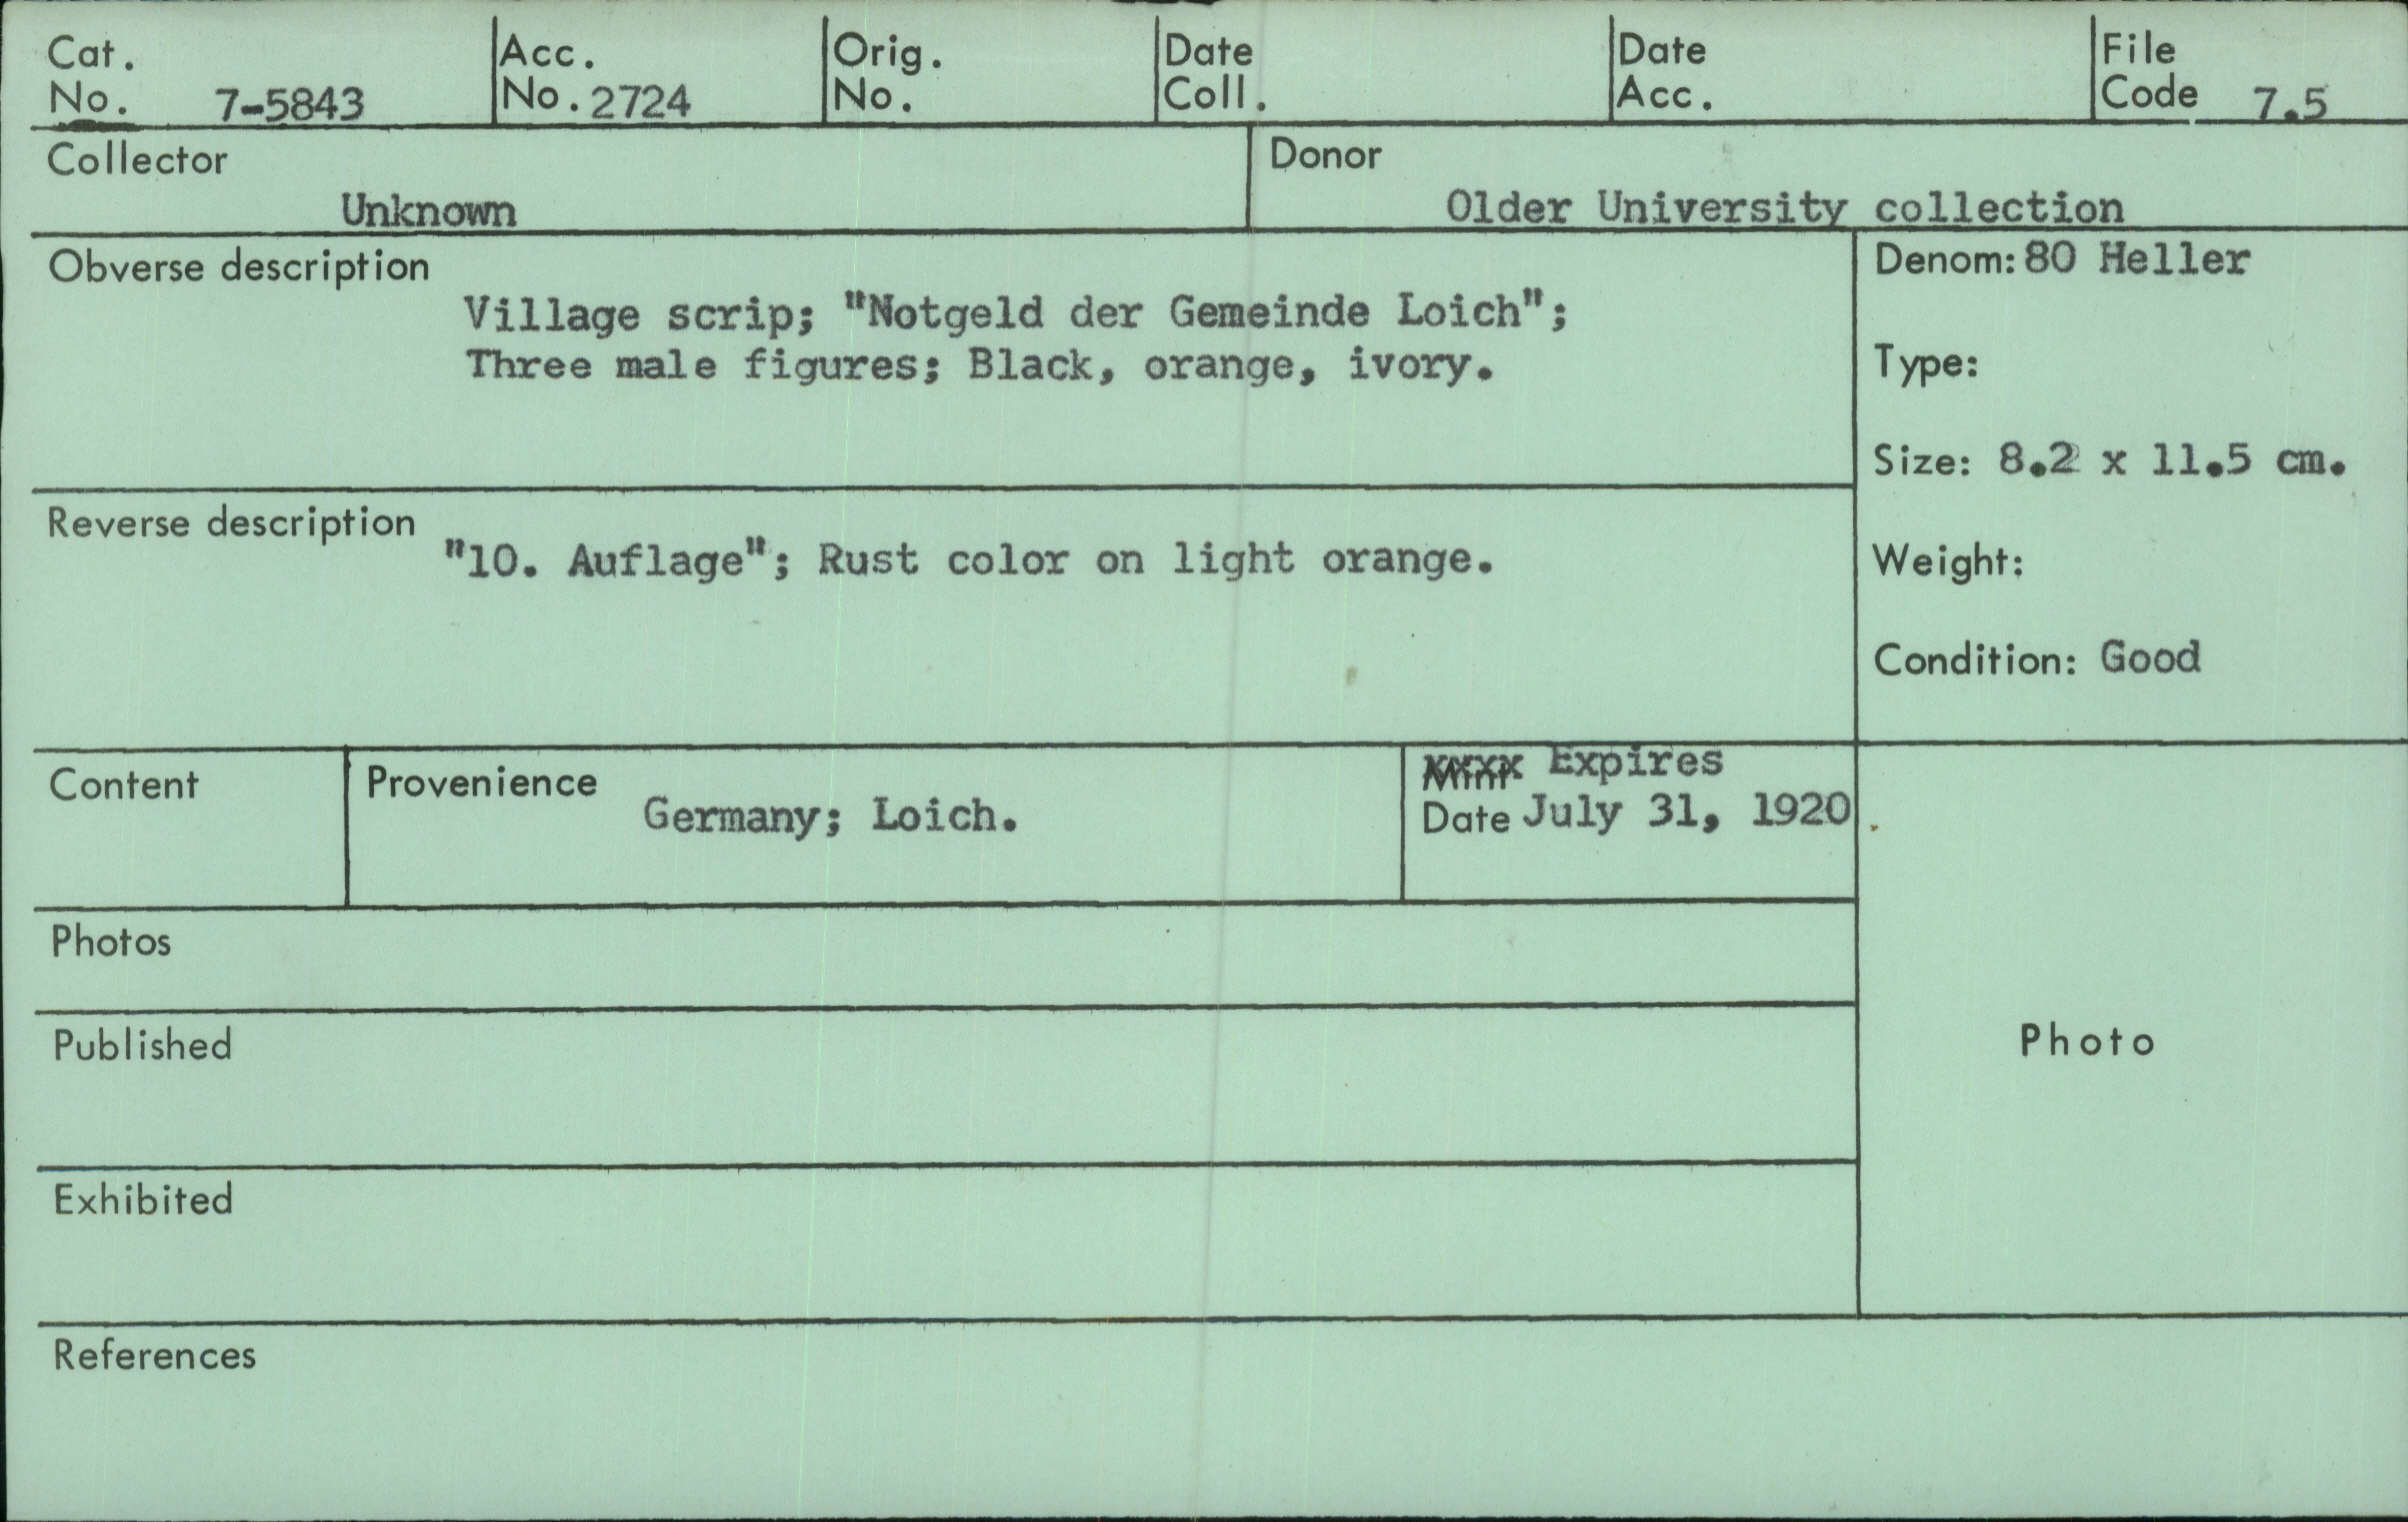 Cat. No. 7-5843
Acc. No. 2724
Orig. No.
Date Coll.
Date Acc.
File Code 7.5
Collector
Unknown
Donor
Older University collection
Obverse description
Village scrip; "Notgeld der Gemeinde Loich";
Three male figures; Black, orange, ivory.
Denom: 80 Heller
Type:
Size: 8.2 x 11.5 cm.
Weight:
Condition: Good
Reverse description
"10. Auflage"; Rust color on light orange.
Content
Provenience
Germany; Loich.
Mint xxxx Expires
Date July 31, 1920
Photos
Published
Photo
Exhibited
References